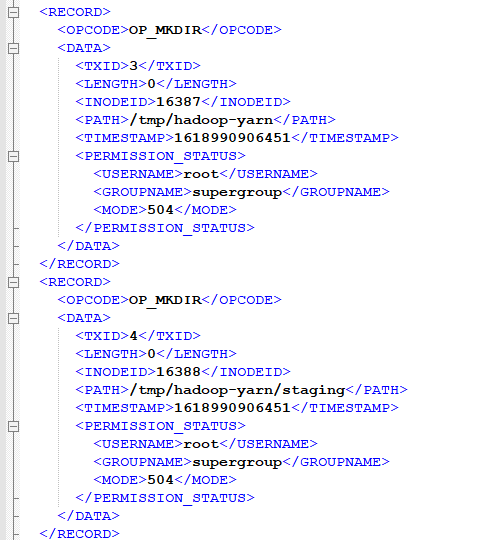 <RECORD>
<OPCODE>OP_MKDIR</OPCODE>
<DATA>
<TXID>3</TXID>
<LENGTH>0</LENGTH>
<INODEID>16387</INODEID>
<PATH>/tmp/hadoop-yarn</PATH>
<TIMESTAMP>1618990906451</TIMESTAMP>
<PERMISSION_STATUS>
<USERNAME>root</USERNAME>
<GROUPNAME>supergroup</GROUPNAME>
<MODE>504</MODE>
</PERMISSION_STATUS>
</DATA>
</RECORD>
<RECORD>
<OPCODE>OP_MKDIR</OPCODE>
<DATA>
<TXID>4</TXID>
<LENGTH>0</LENGTH>
<INODEID>16388</INODEID>
<PATH>/tmp/hadoop-yarn/staging</PATH>
<TIMESTAMP>1618990906451</TIMESTAMP>
<PERMISSION_STATUS>
<USERNAME>root</USERNAME>
<GROUPNAME>supergroup</GROUPNAME>
<MODE>504</MODE>
</PERMISSION_STATUS>
</DATA>
</RECORD>